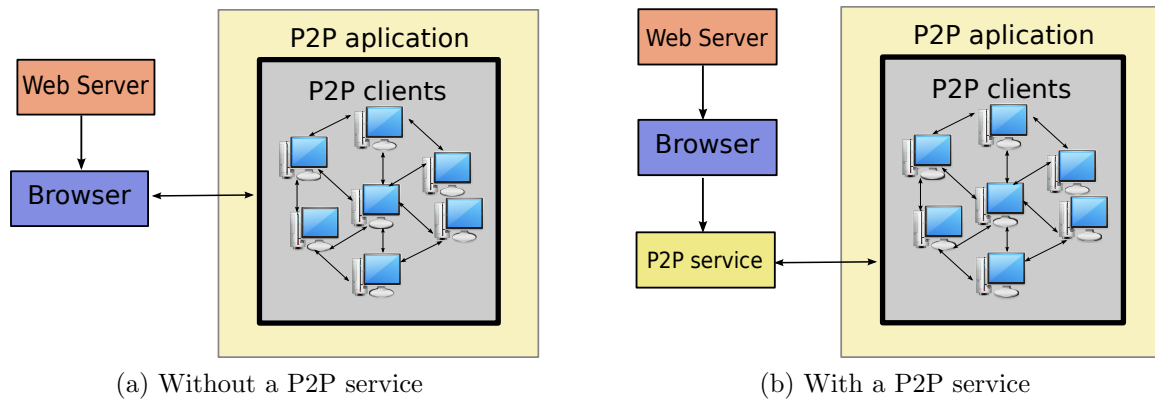 P2P aplication
P2P clients
Web Server
Browser
(a) Without a P2P service
Web Server
Browser
P2P service
P2P aplication
P2P clients
(b) With a P2P service